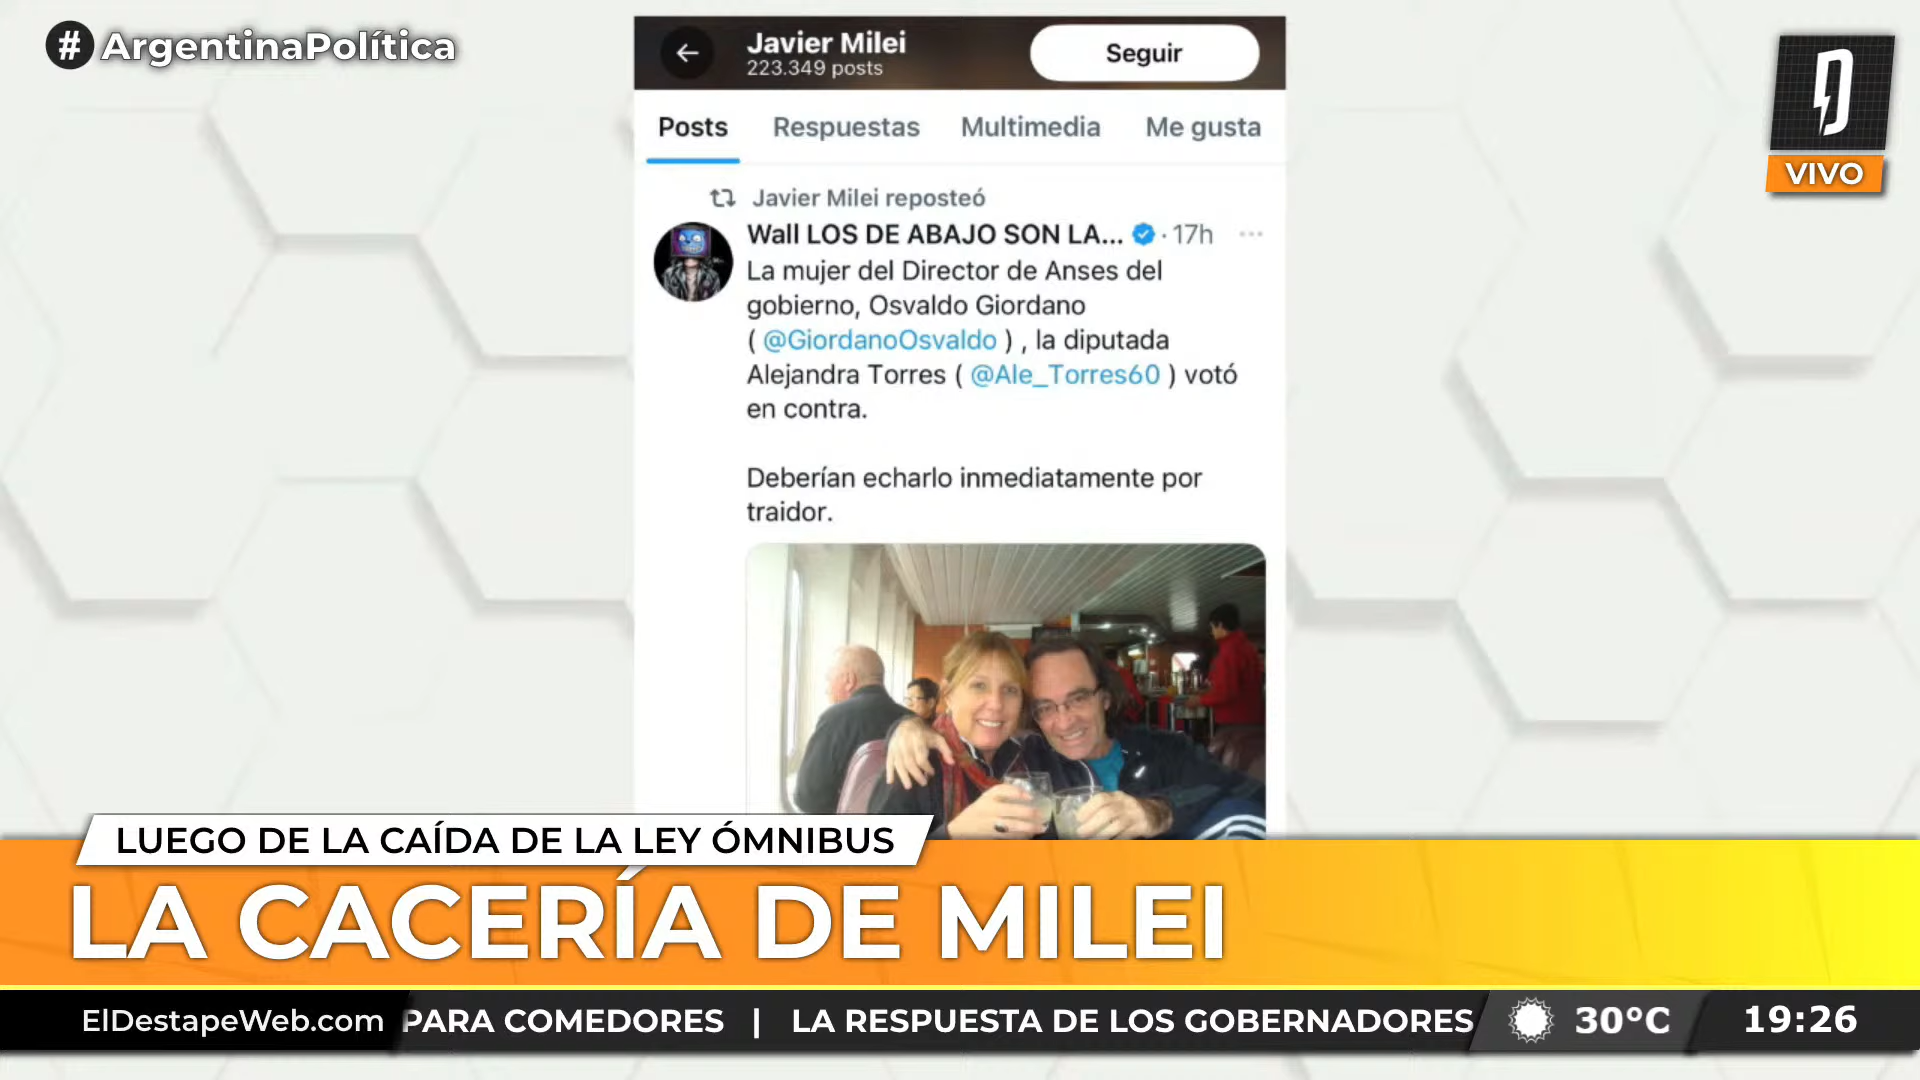 # ArgentinaPolítica
Javier Milei
223.349 posts
Seguir
Posts Respuestas Multimedia Me gusta
Javier Milei reposteó
Wall LOS DE ABAJO SON LA... · 17h
La mujer del Director de Anses del
gobierno, Osvaldo Giordano
( @GiordanoOsvaldo ) , la diputada
Alejandra Torres ( @Ale_Torres60 ) votó
en contra.
Deberían echarlo inmediatamente por
traidor.
VIVO
LUEGO DE LA CAÍDA DE LA LEY ÓMNIBUS
LA CACERÍA DE MILEI
ElDestapeWeb.com PARA COMEDORES | LA RESPUESTA DE LOS GOBERNADORES 30°C 19:26